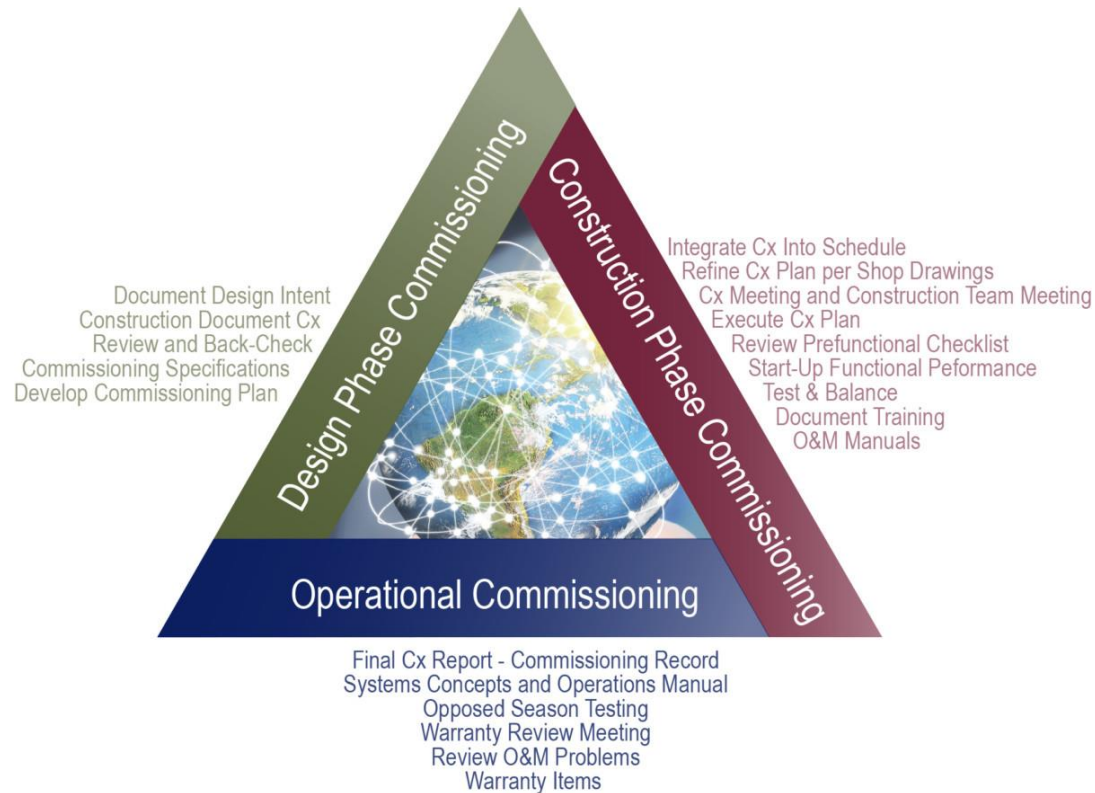 Design Phase Commissioning
Document Design Intent
Construction Document Cx
Review and Back-Check
Commissioning Specifications
Develop Commissioning Plan
Construction Phase Commissioning
Integrate Cx Into Schedule
Refine Cx Plan per Shop Drawings
Cx Meeting and Construction Team Meeting
Execute Cx Plan
Review Prefunctional Checklist
Start-Up Functional Peformance
Test & Balance
Document Training
O&M Manuals
Operational Commissioning
Final Cx Report - Commissioning Record
Systems Concepts and Operations Manual
Opposed Season Testing
Warranty Review Meeting
Review O&M Problems
Warranty Items